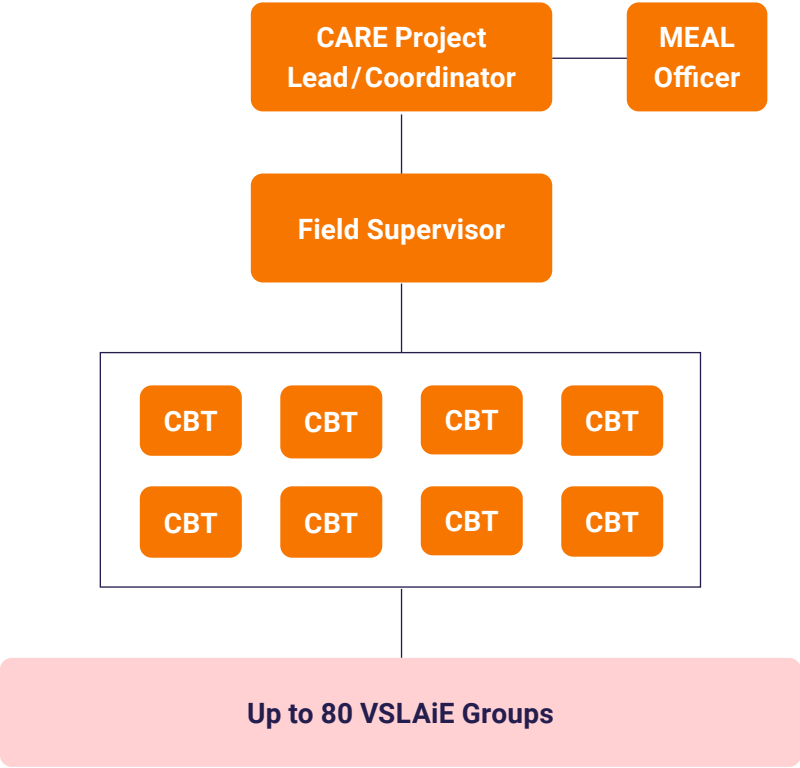 CARE Project
Lead/Coordinator
MEAL
Officer
Field Supervisor
CBT
CBT
CBT
CBT
CBT
CBT
CBT
CBT
Up to 80 VSLAiE Groups